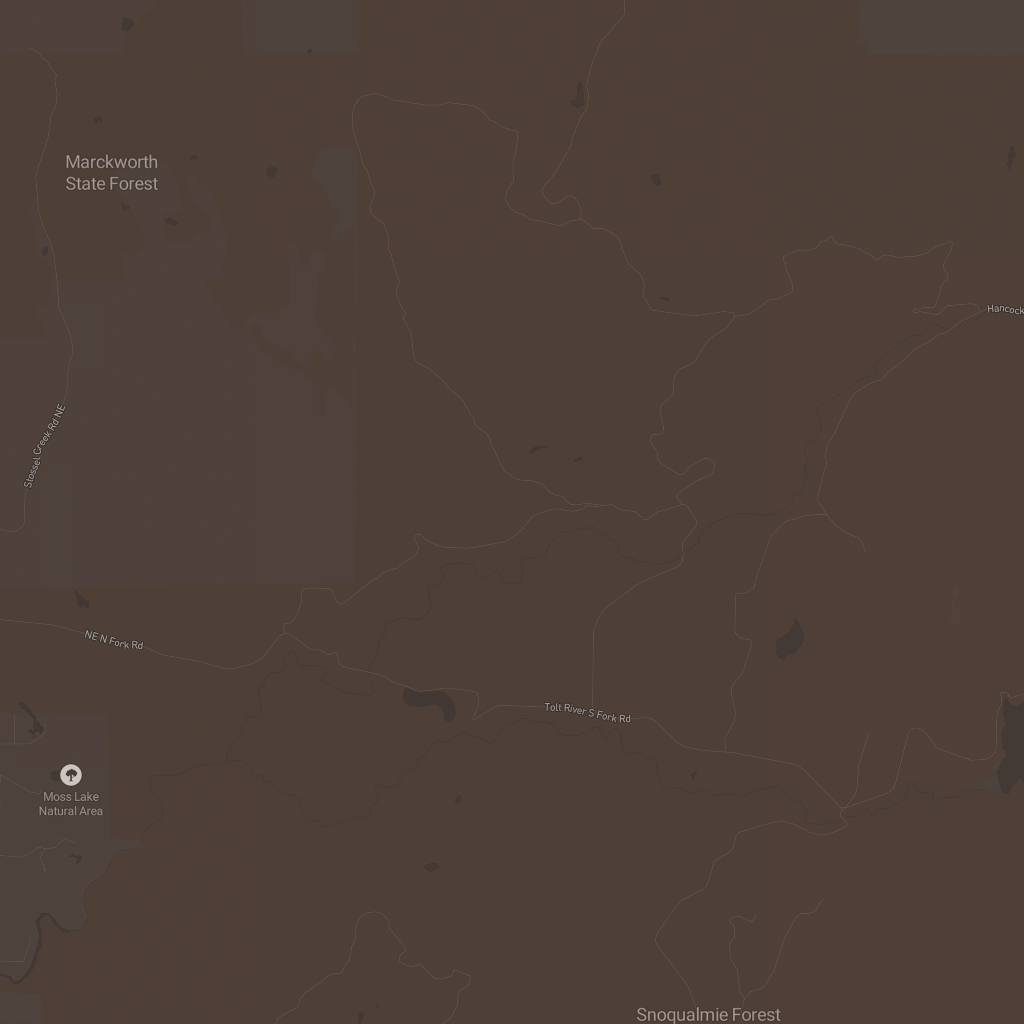 Marckworth
State Forest
Hancock
Stossel Creek Rd NE
NE N Fork Rd
Tolt River S Fork Rd
Moss Lake
Natural Area
Snoqualmie Forest